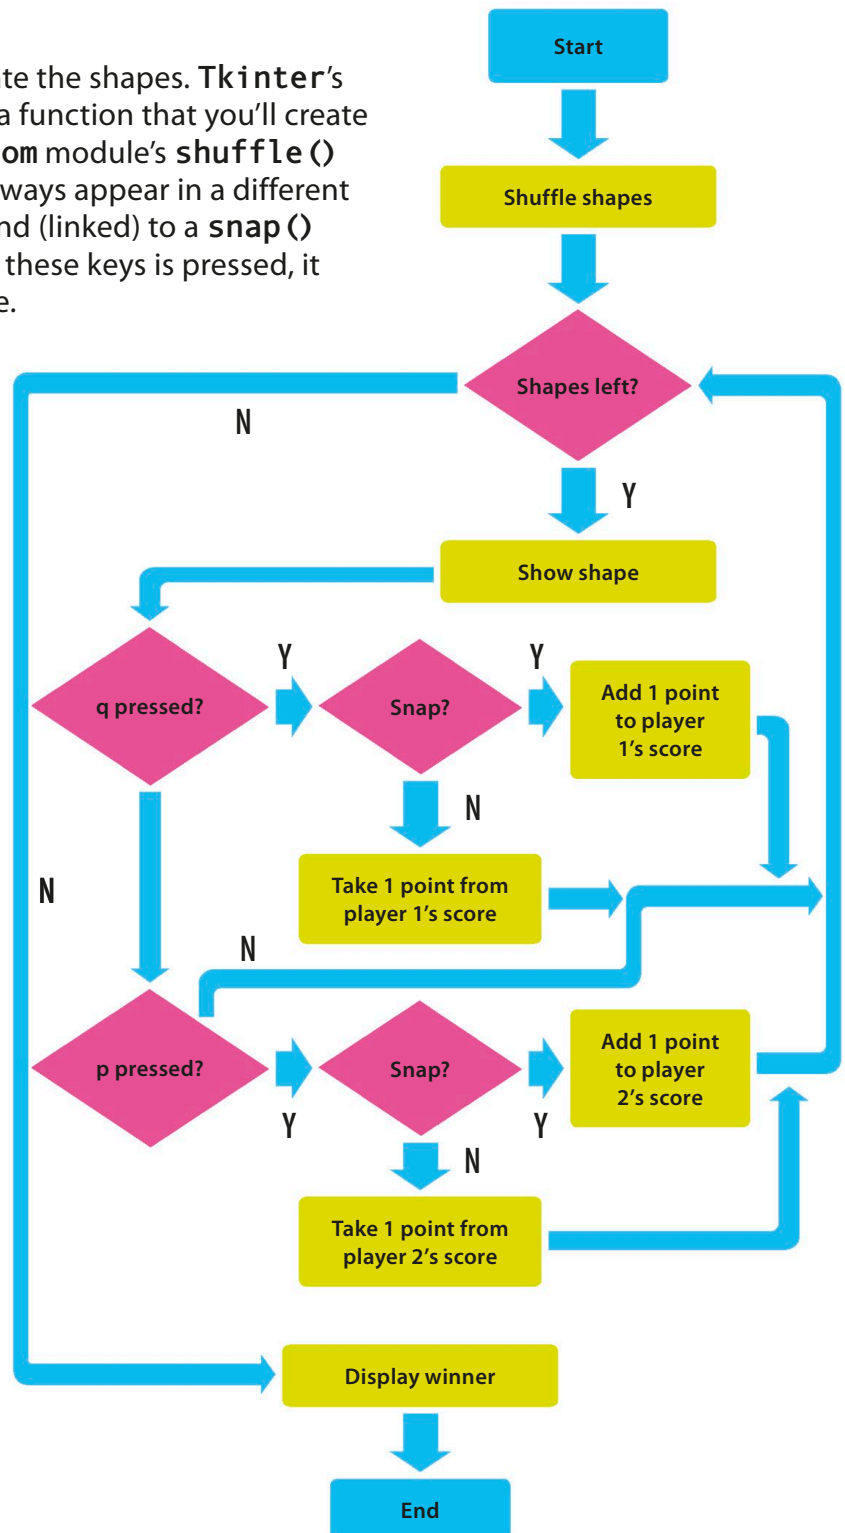 ate the shapes. Tkinter's
a function that you'll create
om module's shuffle()
ways appear in a different
nd (linked) to a snap()
these keys is pressed, it
e.
Start
Shuffle shapes
Shapes left?
N
Y
Show shape
q pressed?
Y
Snap?
Y
Add 1 point
to player
1's score
N
Take 1 point from
player 1's score
N
N
p pressed?
Y
Snap?
Y
Add 1 point
to player
2's score
N
Take 1 point from
player 2's score
Display winner
End